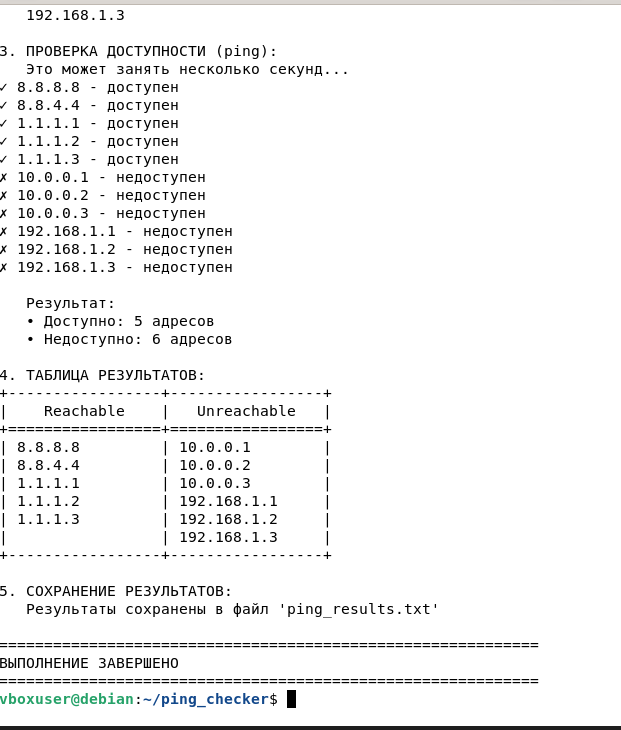 192.168.1.3
3. ПРОВЕРКА ДОСТУПНОСТИ (ping):
Это может занять несколько секунд...
✓ 8.8.8.8 - доступен
✓ 8.8.4.4 - доступен
✓ 1.1.1.1 - доступен
✓ 1.1.1.2 - доступен
✓ 1.1.1.3 - доступен
✗ 10.0.0.1 - недоступен
✗ 10.0.0.2 - недоступен
✗ 10.0.0.3 - недоступен
✗ 192.168.1.1 - недоступен
✗ 192.168.1.2 - недоступен
✗ 192.168.1.3 - недоступен
Результат:
• Доступно: 5 адресов
• Недоступно: 6 адресов
4. ТАБЛИЦА РЕЗУЛЬТАТОВ:
+-----------------+-----------------+
|    Reachable    |   Unreachable   |
+=================+=================+
| 8.8.8.8         | 10.0.0.1        |
| 8.8.4.4         | 10.0.0.2        |
| 1.1.1.1         | 10.0.0.3        |
| 1.1.1.2         | 192.168.1.1     |
| 1.1.1.3         | 192.168.1.2     |
|                 | 192.168.1.3     |
+-----------------+-----------------+
5. СОХРАНЕНИЕ РЕЗУЛЬТАТОВ:
Результаты сохранены в файл 'ping_results.txt'
============================================================
ВЫПОЛНЕНИЕ ЗАВЕРШЕНО
============================================================
vboxuser@debian:~/ping_checker$